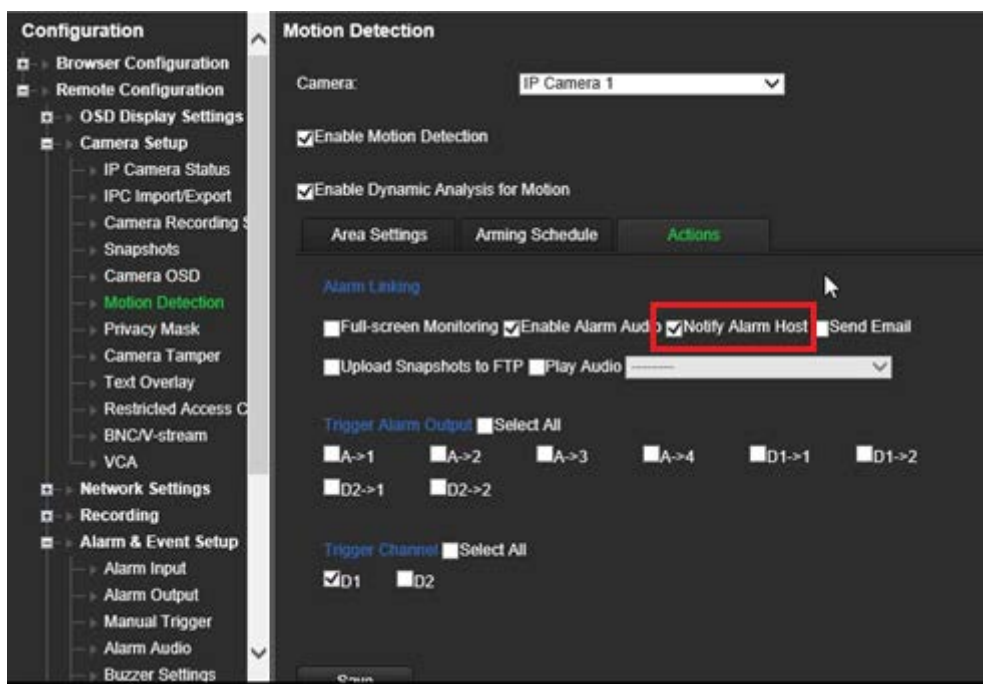 Configuration
Browser Configuration
Remote Configuration
OSD Display Settings
Camera Setup
IP Camera Status
IPC Import/Export
Camera Recording S
Snapshots
Camera OSD
Motion Detection
Privacy Mask
Camera Tamper
Text Overlay
Restricted Access C
BNC/V-stream
VCA
Network Settings
Recording
Alarm & Event Setup
Alarm Input
Alarm Output
Manual Trigger
Alarm Audio
Buzzer Settings
Motion Detection
Camera: IP Camera 1
Enable Motion Detection
Enable Dynamic Analysis for Motion
Area Settings Arming Schedule Actions
Alarm Linking
Full-screen Monitoring Enable Alarm Audio Notify Alarm Host Send Email
Upload Snapshots to FTP Play Audio --------
Trigger Alarm Output Select All
A->1 A->2 A->3 A->4 D1->1 D1->2
D2->1 D2->2
Trigger Channel Select All
D1 D2
Save